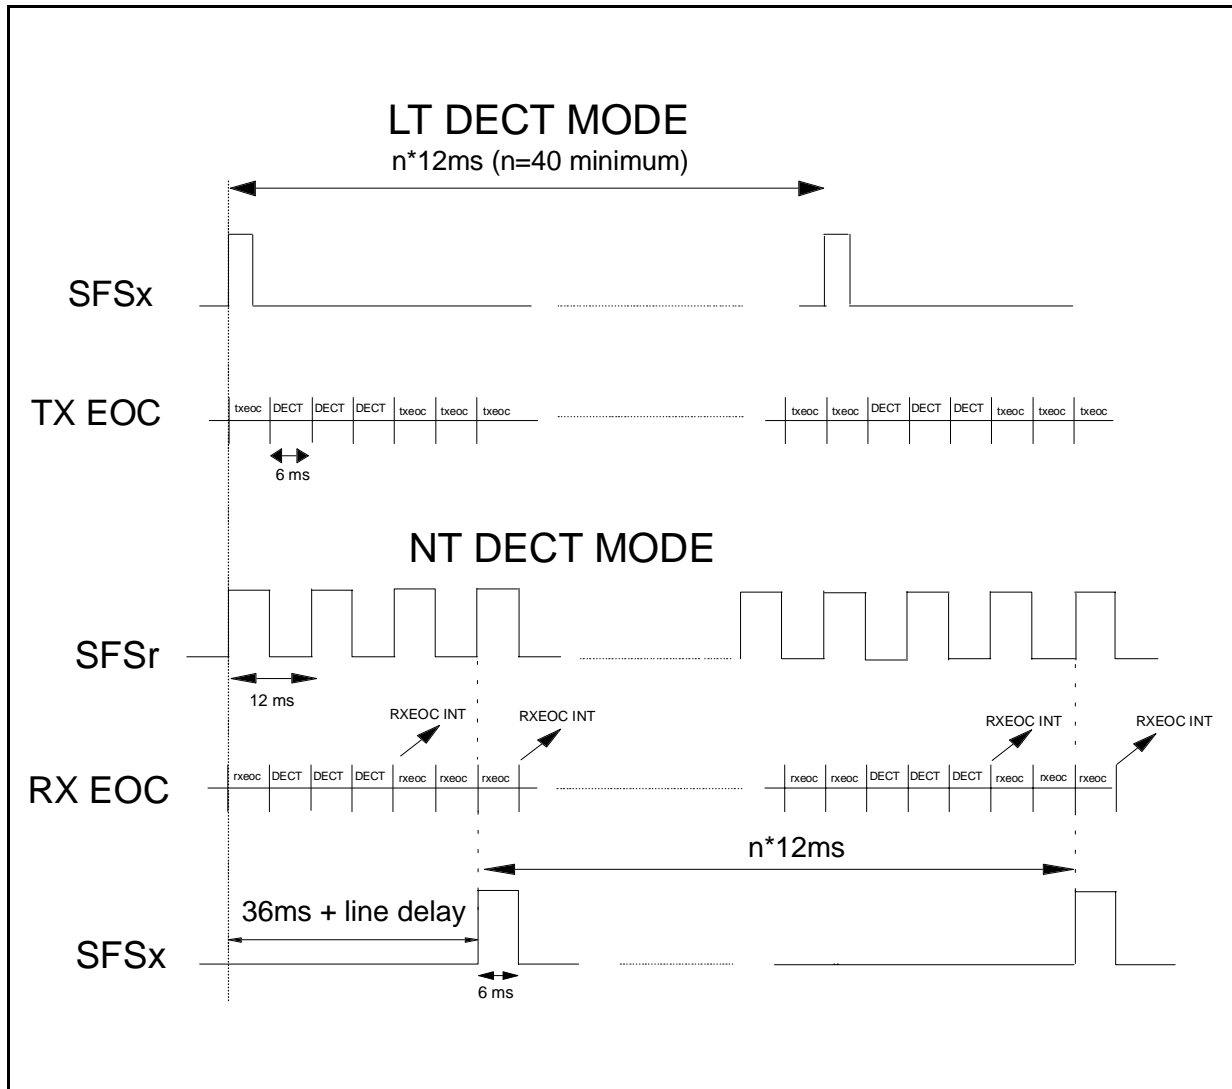 LT DECT MODE
n*12ms (n=40 minimum)
SFSx
TX EOC
txeoc DECT DECT DECT txeoc txeoc txeoc txeoc txeoc DECT DECT DECT txeoc txeoc txeoc
6 ms
NT DECT MODE
SFSr
12 ms
RXEOC INT RXEOC INT RXEOC INT RXEOC INT
RX EOC
rxeoc DECT DECT DECT rxeoc rxeoc rxeoc rxeoc rxeoc DECT DECT DECT rxeoc rxeoc rxeoc
n*12ms
36ms + line delay
SFSx
6 ms